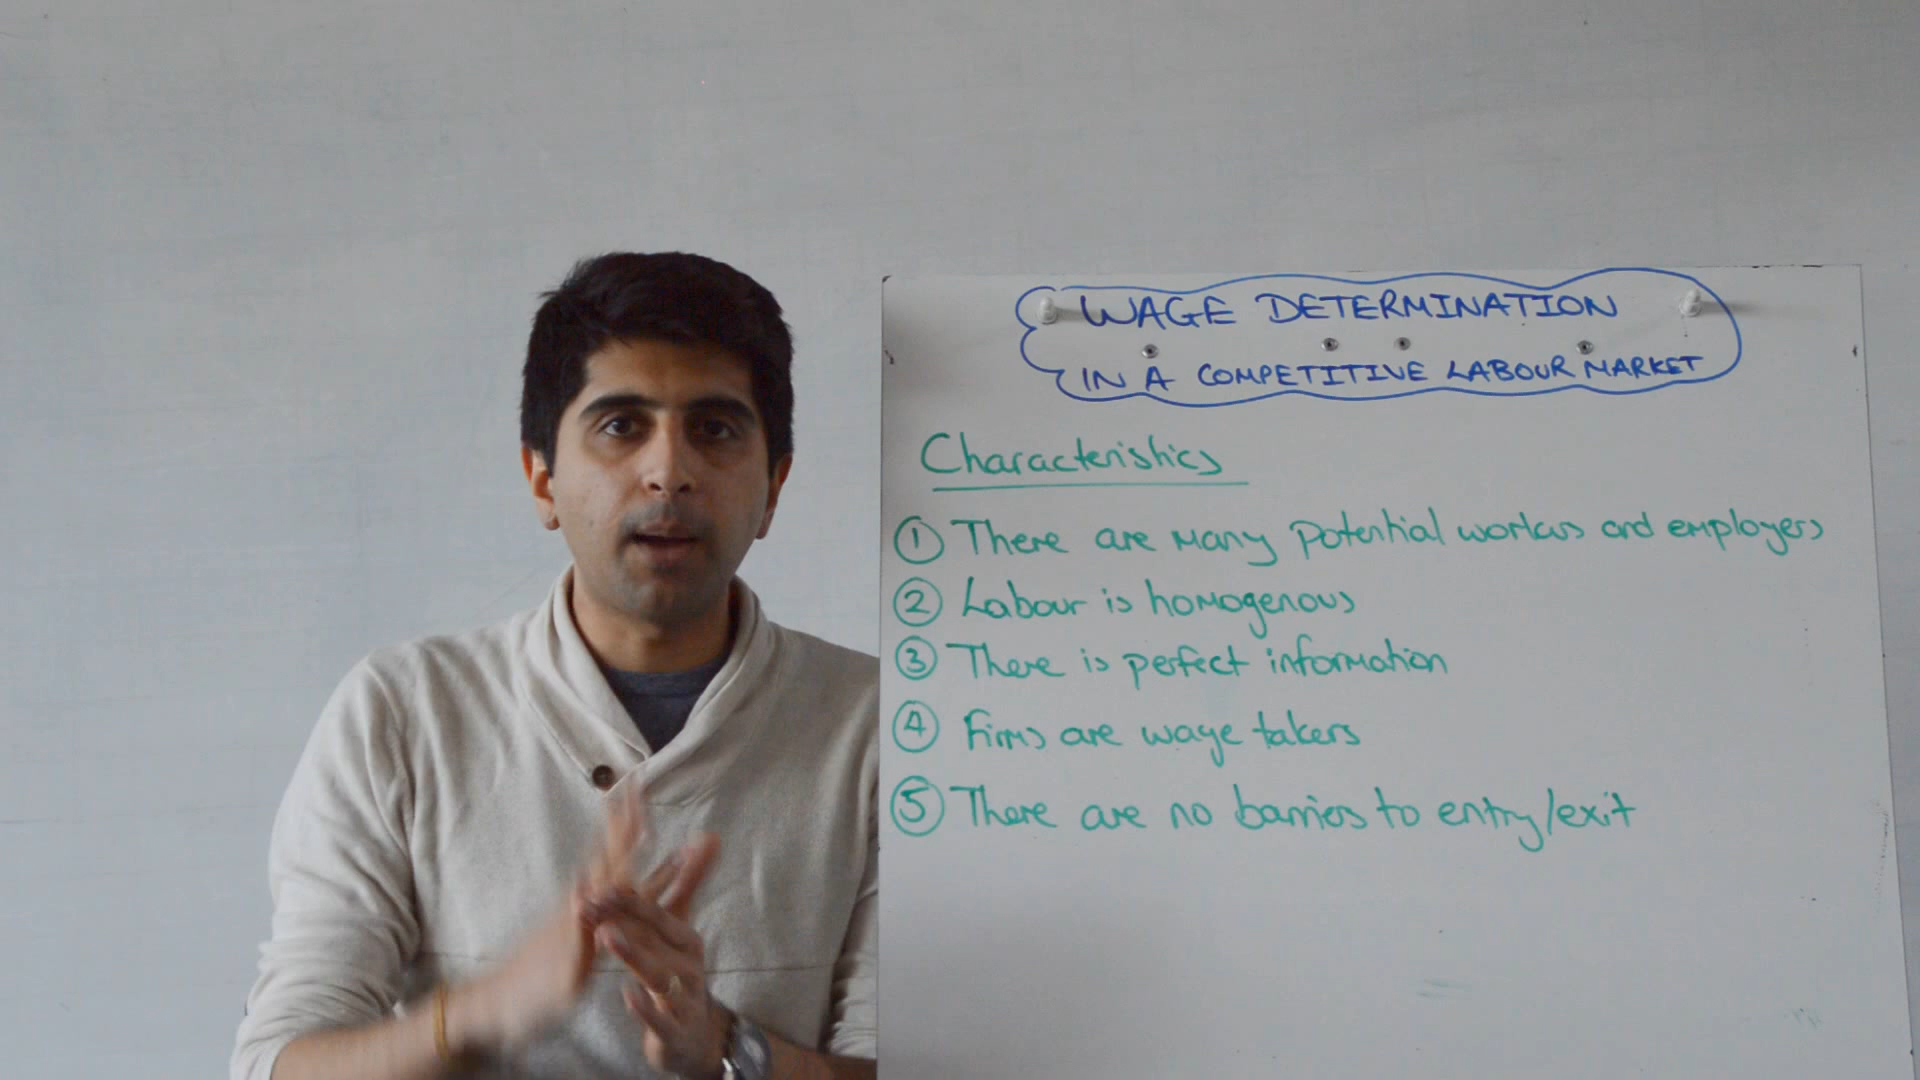 WAGE DETERMINATION
IN A COMPETITIVE LABOUR MARKET
Characteristics
① There are many potential workers and employers
② Labour is homogenous
③ There is perfect information
④ Firms are wage takers
⑤ There are no barriers to entry/exit